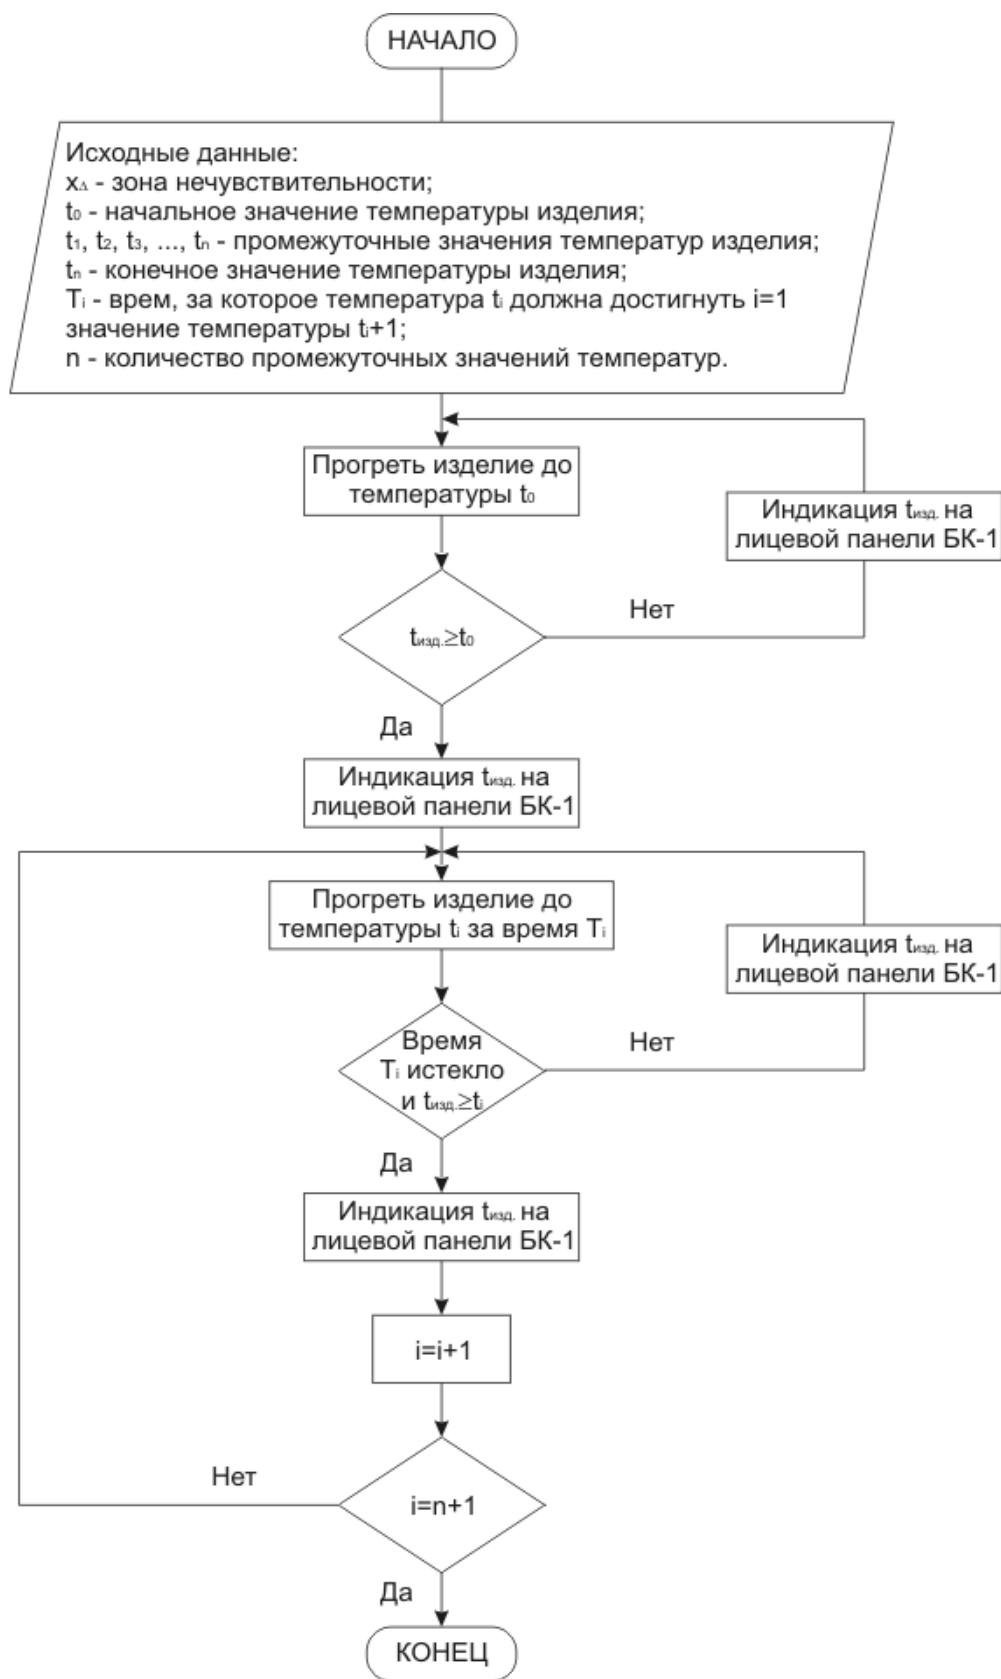 НАЧАЛО
Исходные данные:
x∆ - зона нечувствительности;
t₀ - начальное значение температуры изделия;
t₁, t₂, t₃, ..., tₙ - промежуточные значения температур изделия;
tₙ - конечное значение температуры изделия;
Tᵢ - врем, за которое температура tᵢ должна достигнуть i=1
значение температуры tᵢ+1;
n - количество промежуточных значений температур.
Прогреть изделие до
температуры t₀
Индикация tизд. на
лицевой панели БК-1
Нет
tизд.≥t₀
Да
Индикация tизд. на
лицевой панели БК-1
Прогреть изделие до
температуры tᵢ за время Tᵢ
Индикация tизд. на
лицевой панели БК-1
Нет
Время
Tᵢ истекло
и tизд.≥tᵢ
Да
Индикация tизд. на
лицевой панели БК-1
i=i+1
Нет
i=n+1
Да
КОНЕЦ